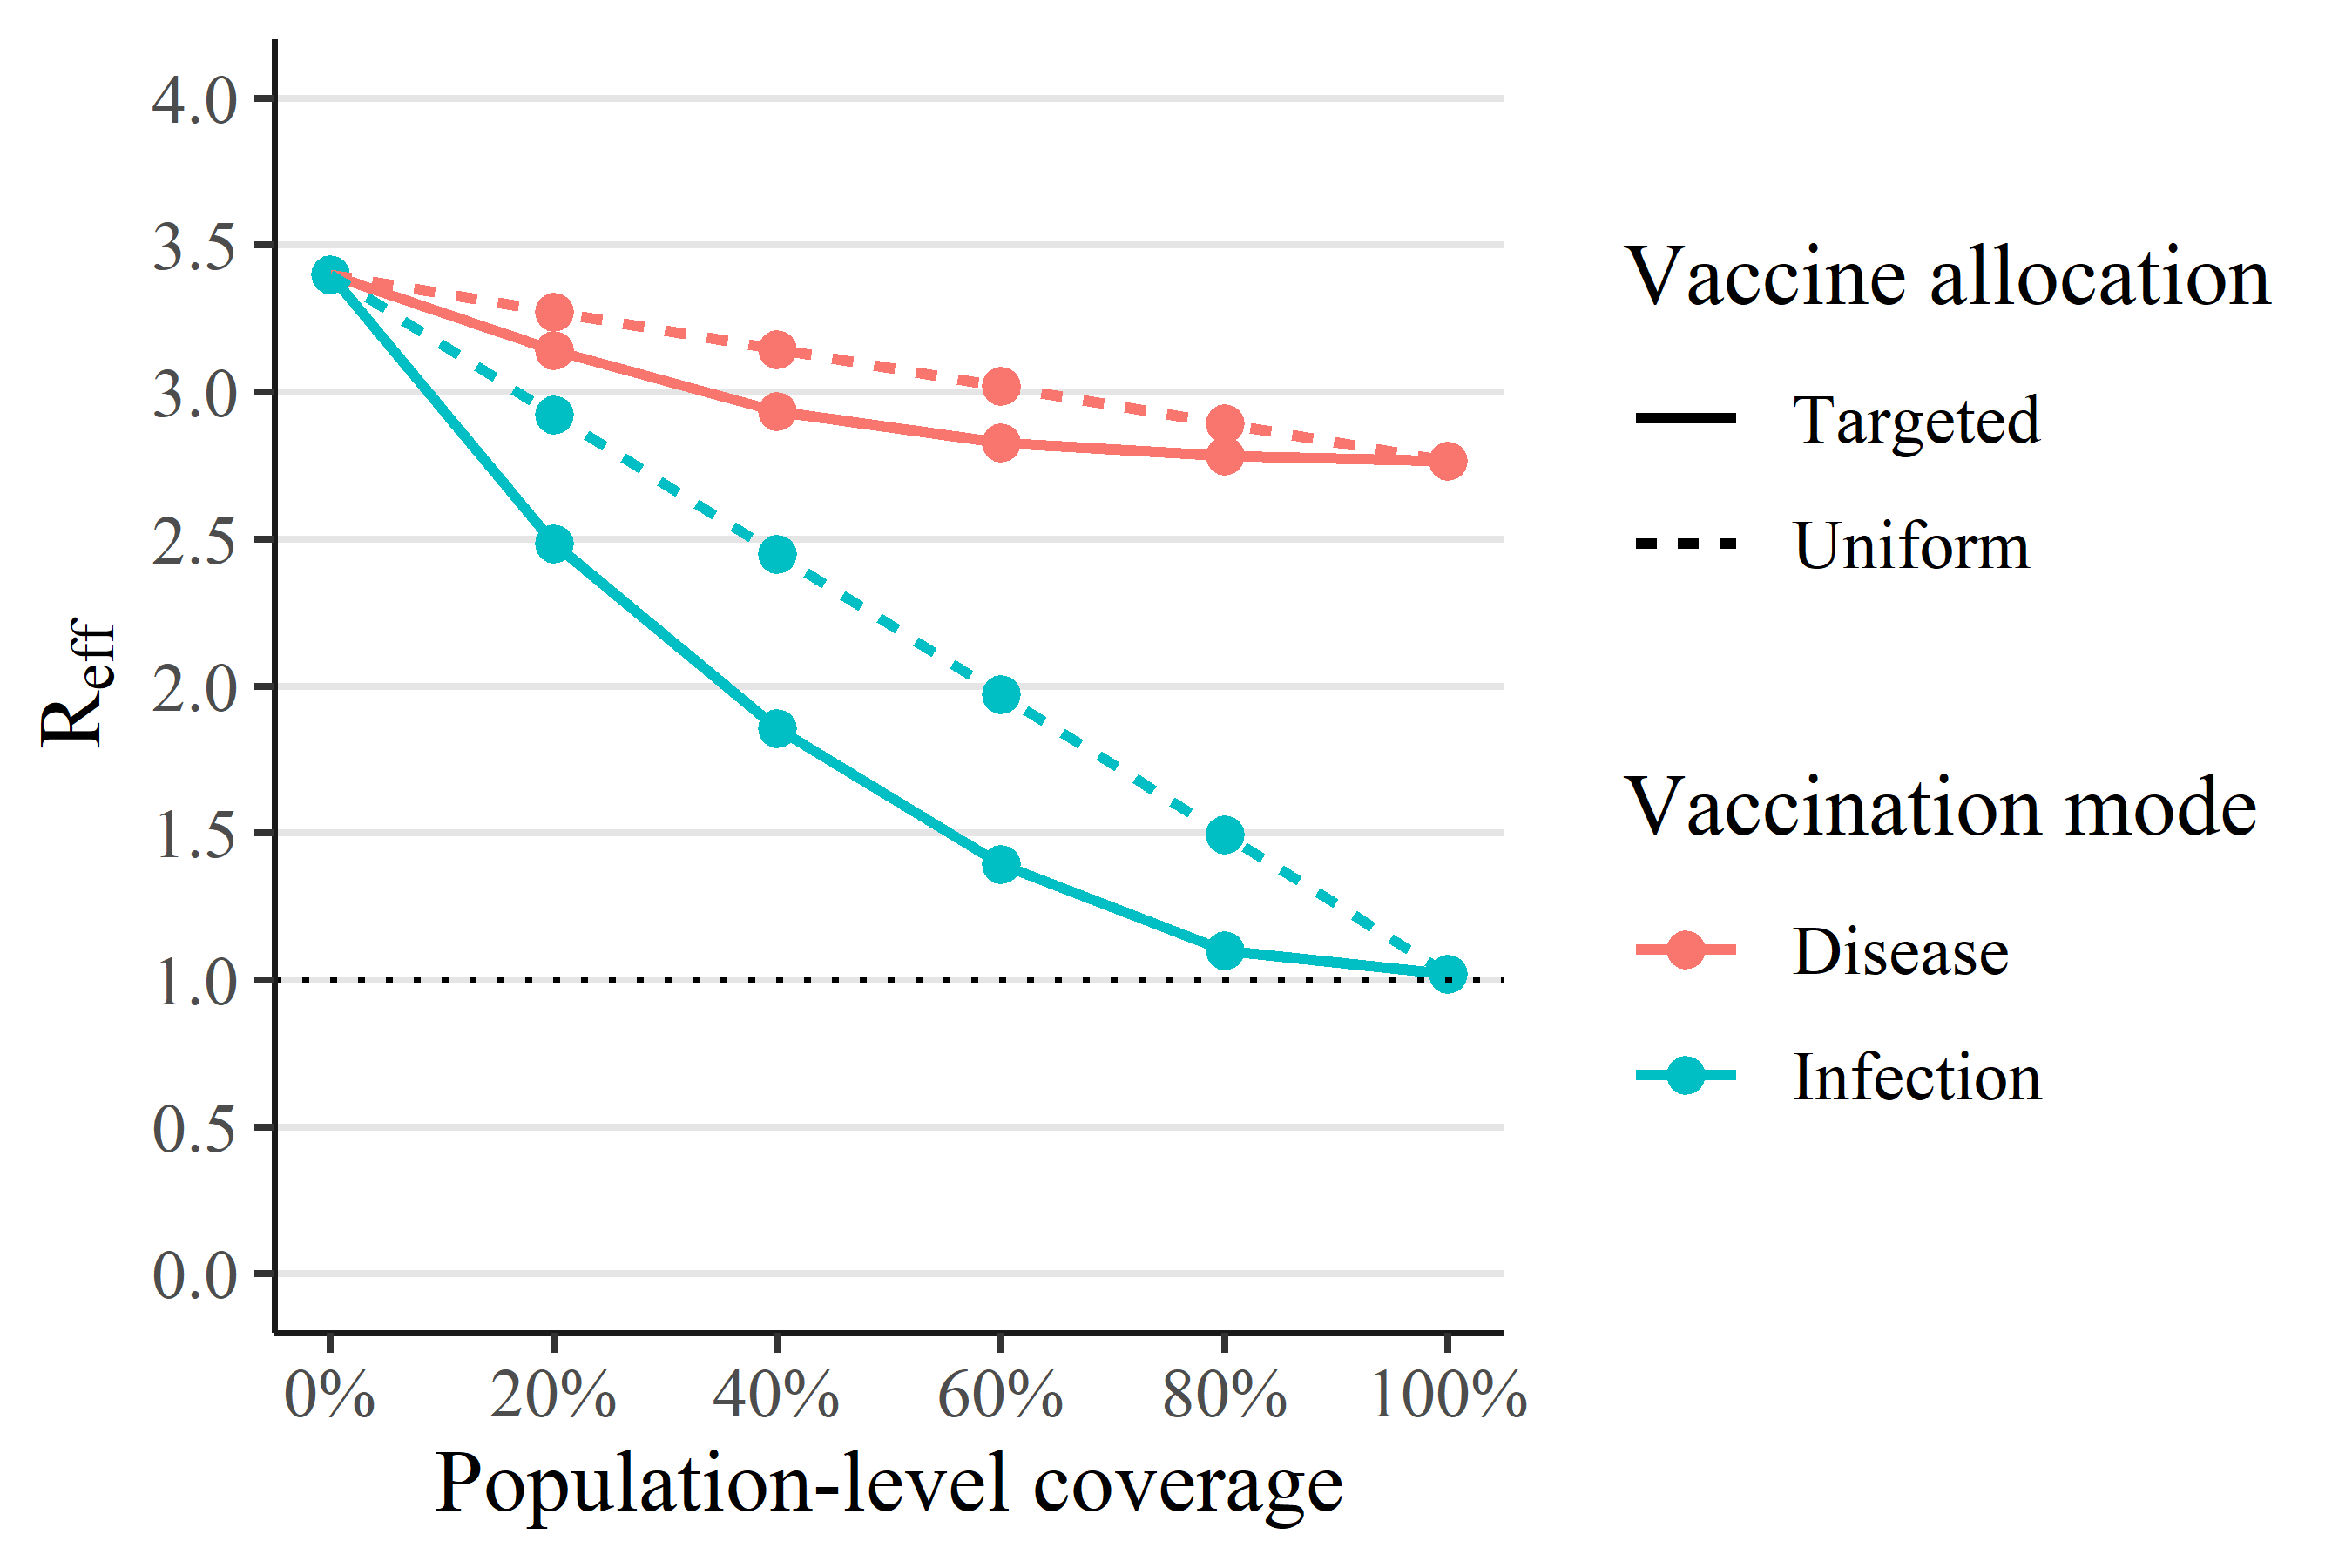 4.0
3.5
3.0
2.5
2.0
1.5
1.0
0.5
0.0
Reff
0% 20% 40% 60% 80% 100%
Population-level coverage
Vaccine allocation
Targeted
Uniform
Vaccination mode
Disease
Infection